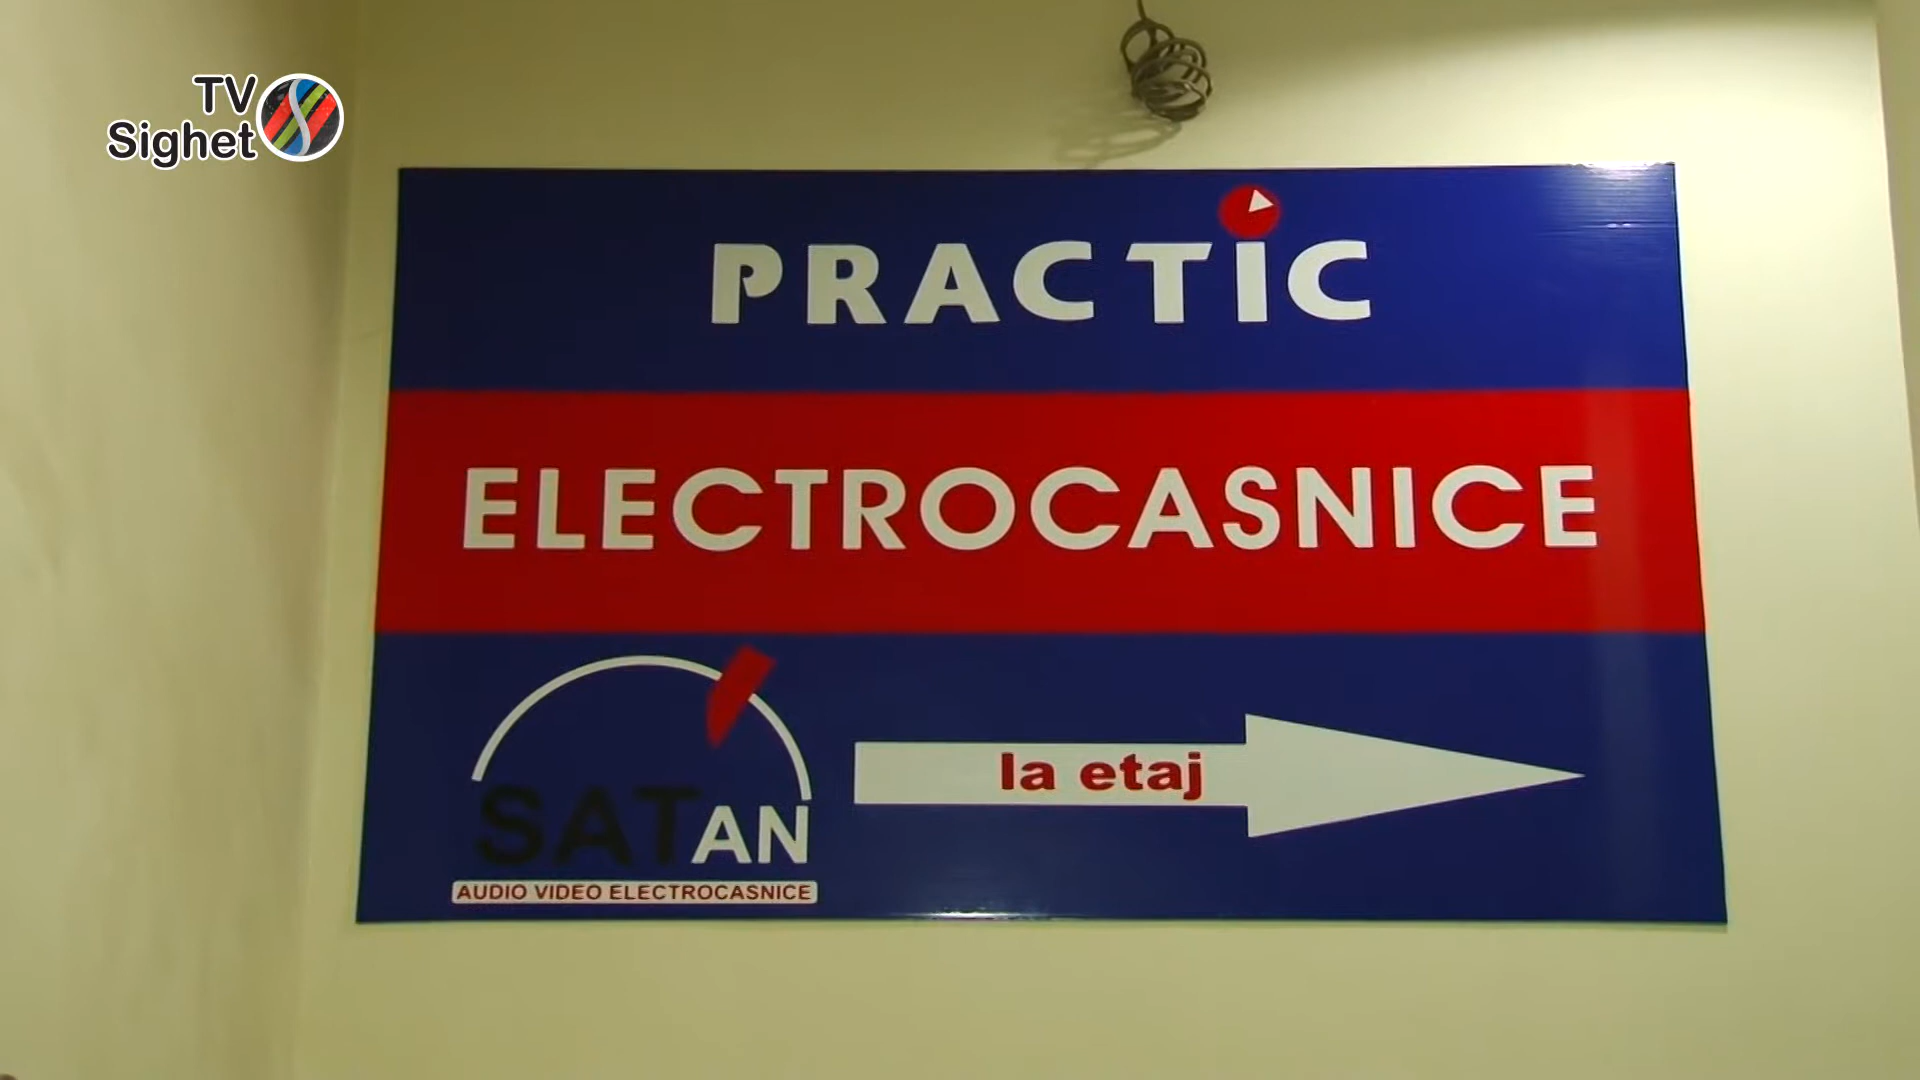 TV
Sighet
PRACTIC
ELECTROCASNICE
SATAN
AUDIO VIDEO ELECTROCASNICE
la etaj